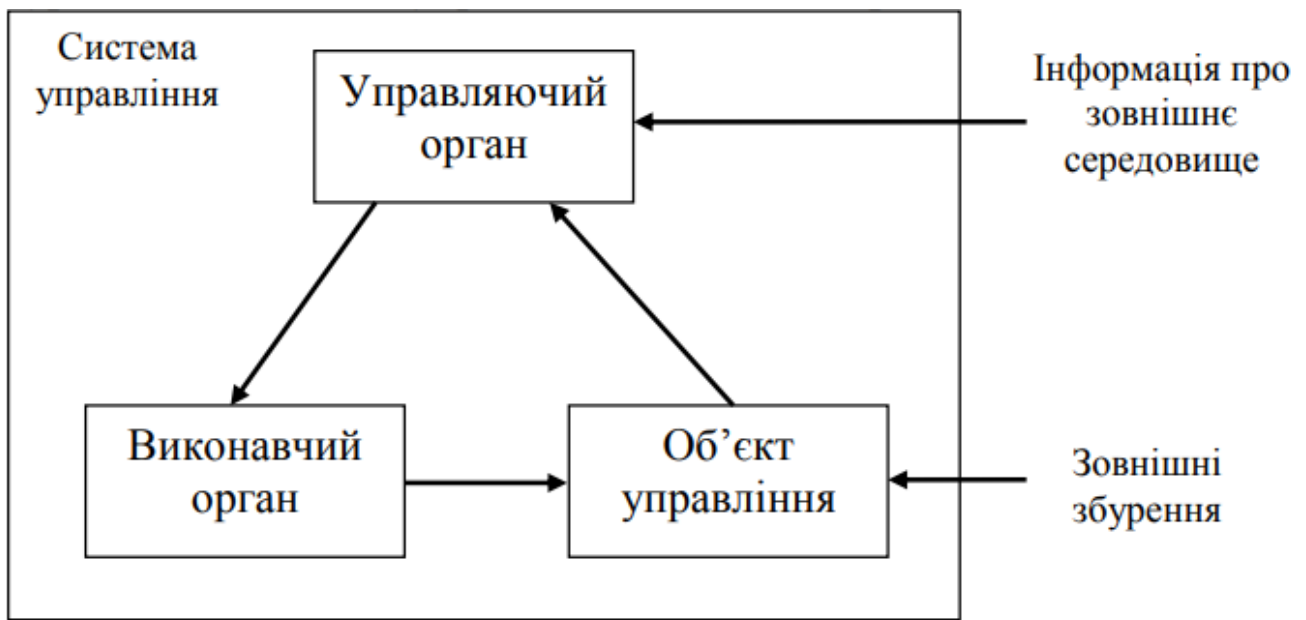 Система
управління
Управляючий
орган
Інформація про
зовнішнє
середовище
Виконавчий
орган
Об’єкт
управління
Зовнішні
збурення